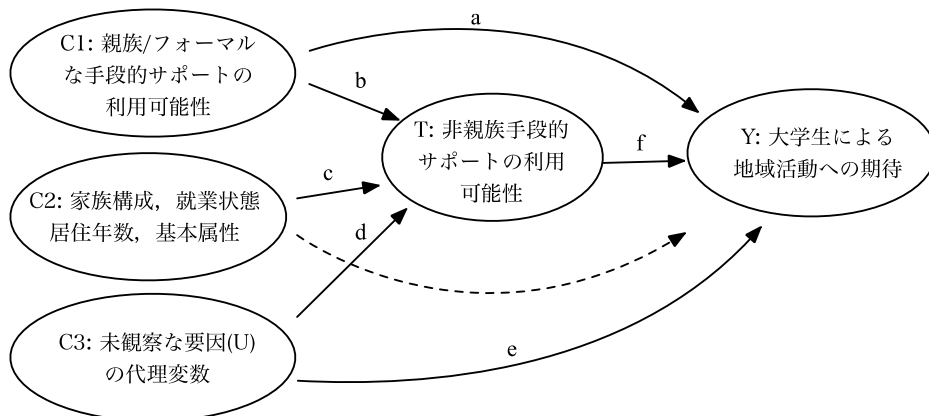 a
C1: 親族/フォーマル
な手段的サポートの
利用可能性
b
T: 非親族手段的
サポートの利用
可能性
f
Y: 大学生による
地域活動への期待
c
C2: 家族構成，就業状態
居住年数，基本属性
d
C3: 未観察な要因(U)
の代理変数
e